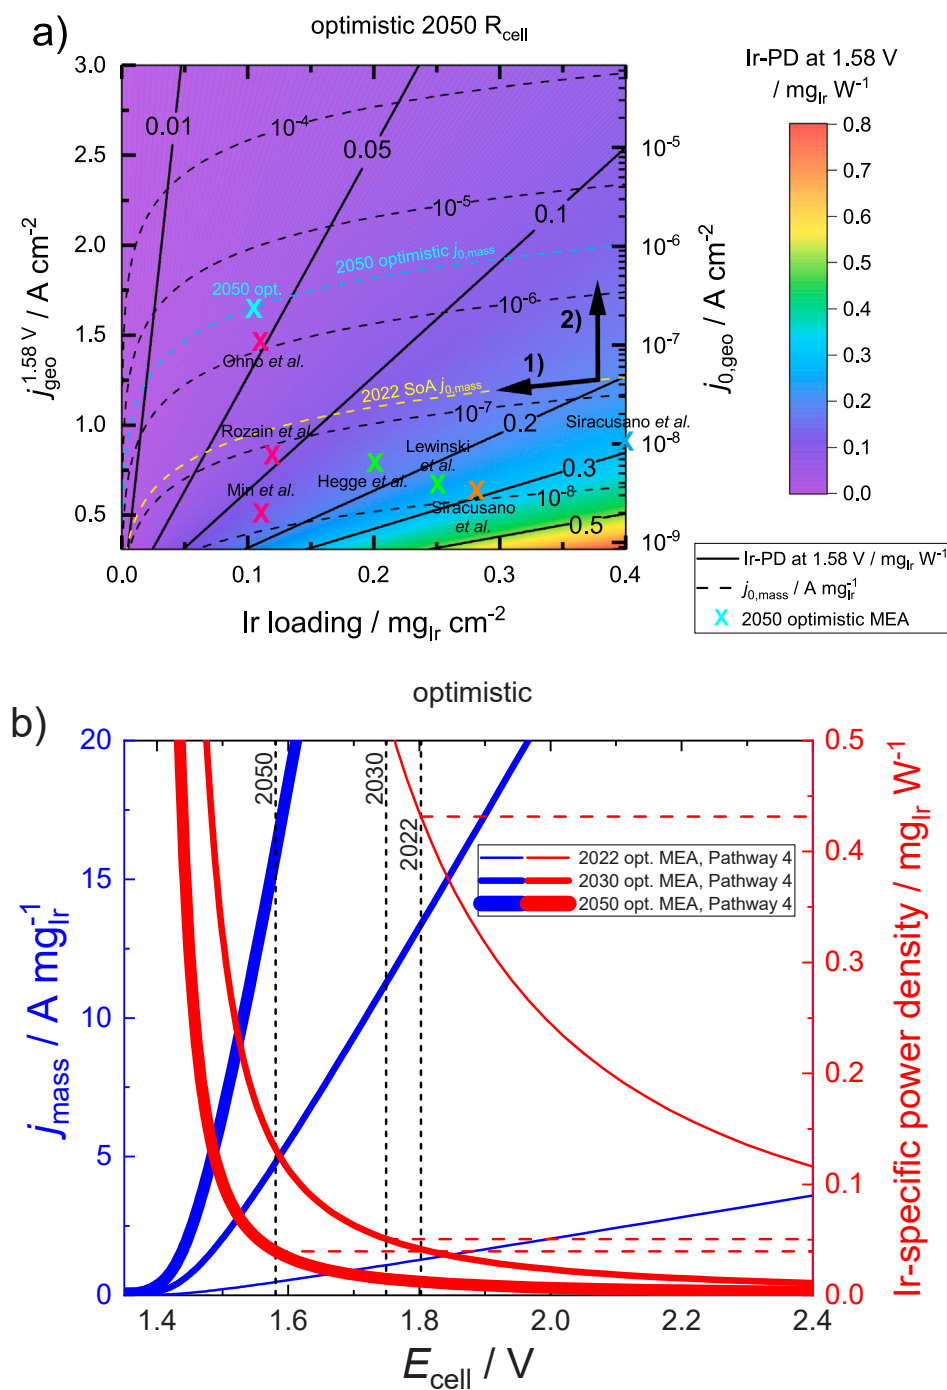 a)
optimistic 2050 Rcell
Ir-PD at 1.58 V
/ mgIr W-1
3.0
2.5
2.0
1.5
1.0
0.5
0.0
0.1
0.2
0.3
0.4
jgeo1.58 V / A cm-2
Ir loading / mgIr cm-2
10-5
10-6
10-7
10-8
10-9
j0,geo / A cm-2
0.8
0.7
0.6
0.5
0.4
0.3
0.2
0.1
0.0
0.01
10-4
0.05
10-5
0.1
2050 optimistic j0,mass
2050 opt.
X
10-6
2)
X
Ohno et al.
1)
2022 SoA j0,mass
10-7
0.2
Siracusano et al.
X
Rozain et al.
X
Lewinski
et al.
X
Hegge et al.
X
0.3
Min et al.
X
X
Siracusano
et al.
10-8
0.5
Ir-PD at 1.58 V / mgIr W-1
j0,mass / A mgIr-1
X 2050 optimistic MEA
b)
optimistic
20
15
10
5
0
jmass / A mgIr-1
2050
2030
2022
2022 opt. MEA, Pathway 4
2030 opt. MEA, Pathway 4
2050 opt. MEA, Pathway 4
0.5
0.4
0.3
0.2
0.1
0.0
Ir-specific power density / mgIr W-1
1.4
1.6
1.8
2.0
2.2
2.4
Ecell / V